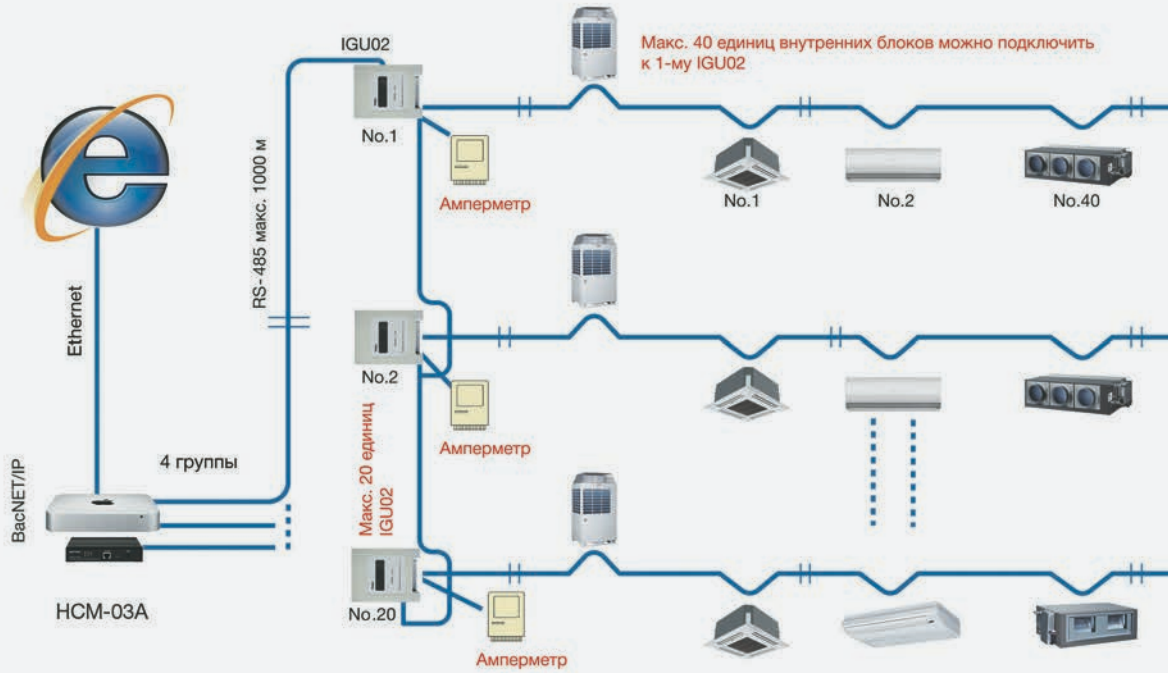 IGU02
Макс. 40 единиц внутренних блоков можно подключить
к 1-му IGU02
No.1
Амперметр
No.1
No.2
No.40
RS-485 макс. 1000 м
Ethernet
No.2
Амперметр
4 группы
Макс. 20 единиц
IGU02
BacNET/IP
HCM-03A
No.20
Амперметр